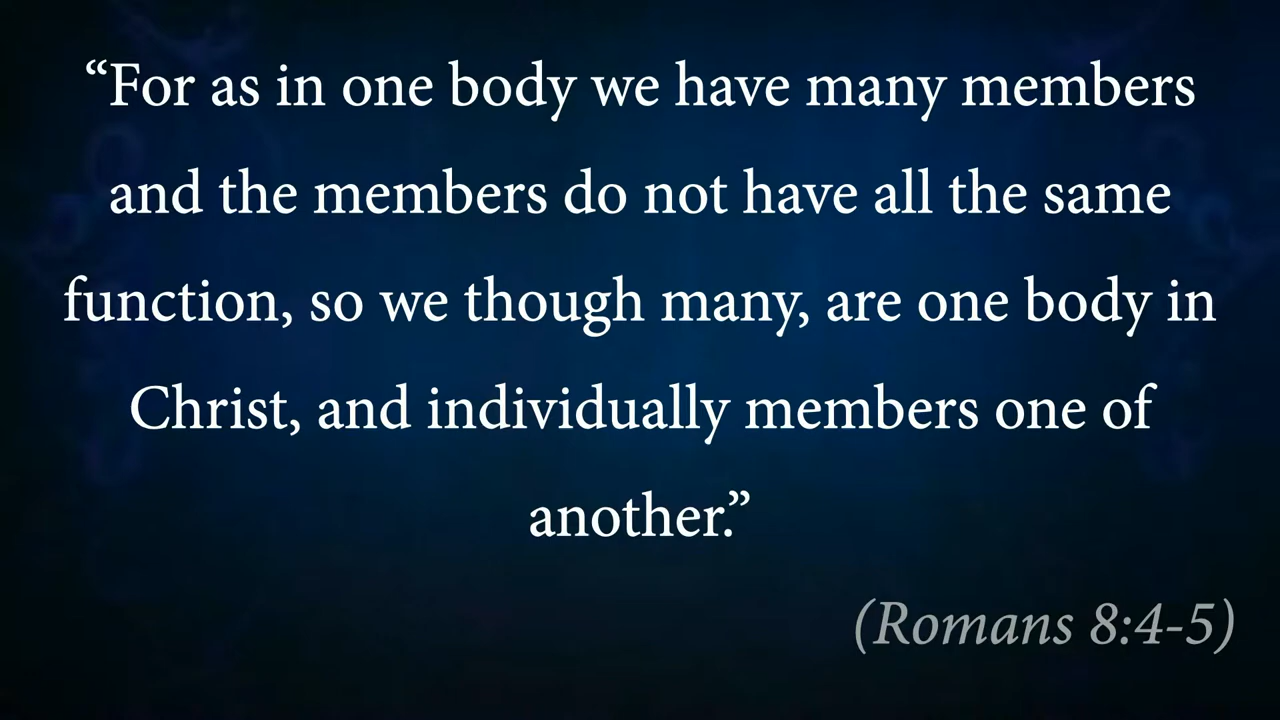 “For as in one body we have many members
and the members do not have all the same
function, so we though many, are one body in
Christ, and individually members one of
another.”
(Romans 8:4-5)